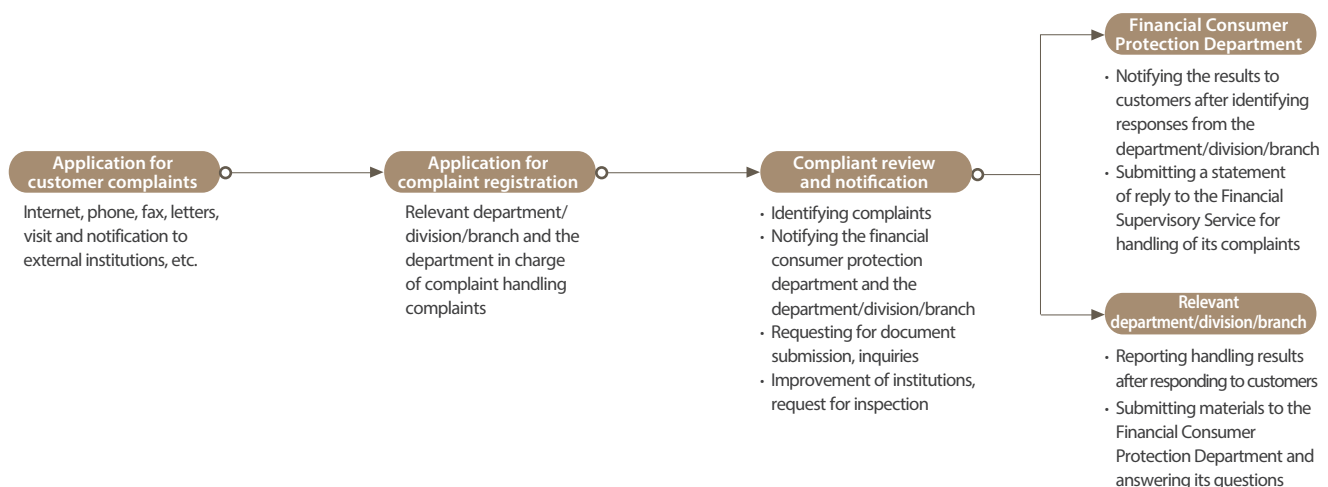 Application for
customer complaints
Internet, phone, fax, letters,
visit and notification to
external institutions, etc.
Application for
complaint registration
Relevant department/
division/branch and the
department in charge
of complaint handling
complaints
Compliant review
and notification
· Identifying complaints
· Notifying the financial
consumer protection
department and the
department/division/branch
· Requesting for document
submission, inquiries
· Improvement of institutions,
request for inspection
Financial Consumer
Protection Department
· Notifying the results to
customers after identifying
responses from the
department/division/branch
· Submitting a statement
of reply to the Financial
Supervisory Service for
handling of its complaints
Relevant
department/division/branch
· Reporting handling results
after responding to customers
· Submitting materials to the
Financial Consumer
Protection Department and
answering its questions